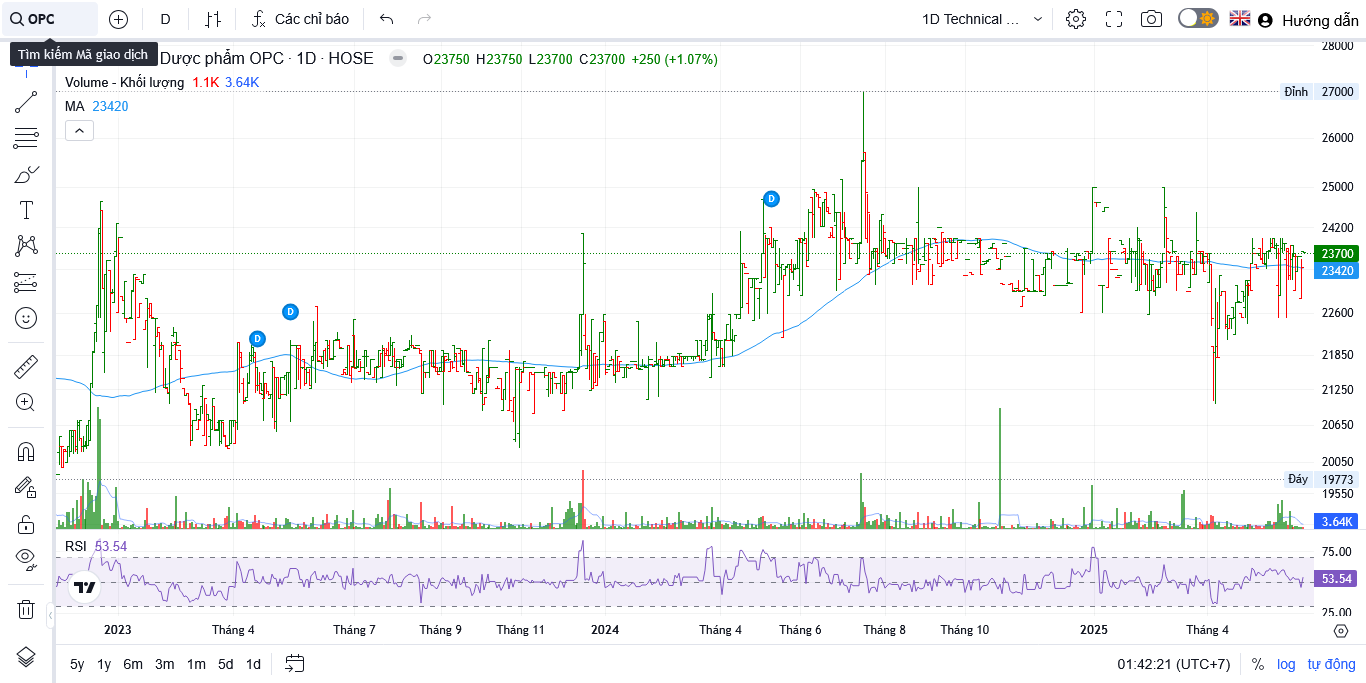 OPC D Các chỉ báo 1D Technical ... Hướng dẫn
Tìm kiếm Mã giao dịch
Dược phẩm OPC · 1D · HOSE O23750 H23750 L23700 C23700 +250 (+1.07%)
Volume - Khối lượng 1.1K 3.64K
MA 23420
28000
Đỉnh 27000
26000
25000
D
24200
23700
23420
D
22600
D
21850
21250
20650
20050
Đáy 19773
19550
3.64K
RSI 53.54
75.00
53.54
25.00
2023 Tháng 4 Tháng 7 Tháng 9 Tháng 11 2024 Tháng 4 Tháng 6 Tháng 8 Tháng 10 2025 Tháng 4
5y 1y 6m 3m 1m 5d 1d 01:42:21 (UTC+7) % log tự động